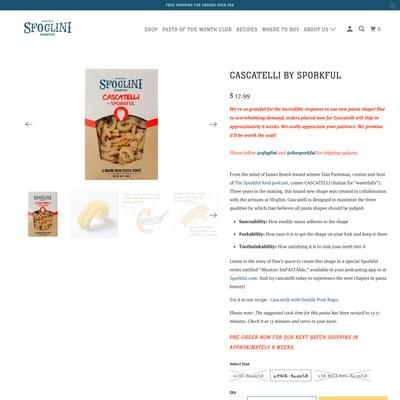 FREE SHIPPING FOR ORDERS OVER $50
SFOGLINI
SHOP PASTA OF THE MONTH CLUB RECIPES WHERE TO BUY ABOUT US 0
CASCATELLI BY SPORKFUL
$ 17.99
We're so grateful for the incredible response to our new pasta shape! Due
to overwhelming demand, orders placed now for Cascatelli will ship in
approximately 8 weeks. We really appreciate your patience. We promise
it'll be worth the wait!
Please follow @sfoglini and @thesporkful for shipping updates.
From the mind of James Beard Award winner Dan Pashman, creator and host
of The Sporkful food podcast, comes CASCATELLI (Italian for "waterfalls").
Three years in the making, this brand new shape was created in collaboration
with the artisans at Sfoglini. Cascatelli is designed to maximize the three
qualities by which Dan believes all pasta shapes should be judged:
Sauceability: How readily sauce adheres to the shape
Forkability: How easy it is to get the shape on your fork and keep it there
Toothsinkability: How satisfying it is to sink your teeth into it
Listen to the story of Dan's quest to create this shape in a special Sporkful
series entitled "Mission: ImPASTAble," available in your podcasting app or at
Sporkful.com. And try cascatelli today to experience the next chapter in pasta
history!
Try it in our recipe - Cascatelli with Double Pork Ragu.
Please note: The suggested cook time for this pasta has been revised to 13-17
minutes. Check it at 13 minutes and serve to your taste.
PRE-ORDER NOW FOR OUR NEXT BATCH SHIPPING IN
APPROXIMATELY 8 WEEKS.
Select Size
4-PACK - $4.49/LB
Qty
SFOGLINI
CASCATELLI
by SPORKFUL
A BRAND NEW PASTA SHAPE